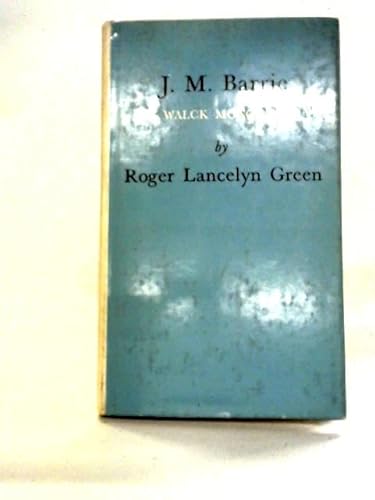 J. M. Barrie
WALCK
by
Roger Lancelyn Green